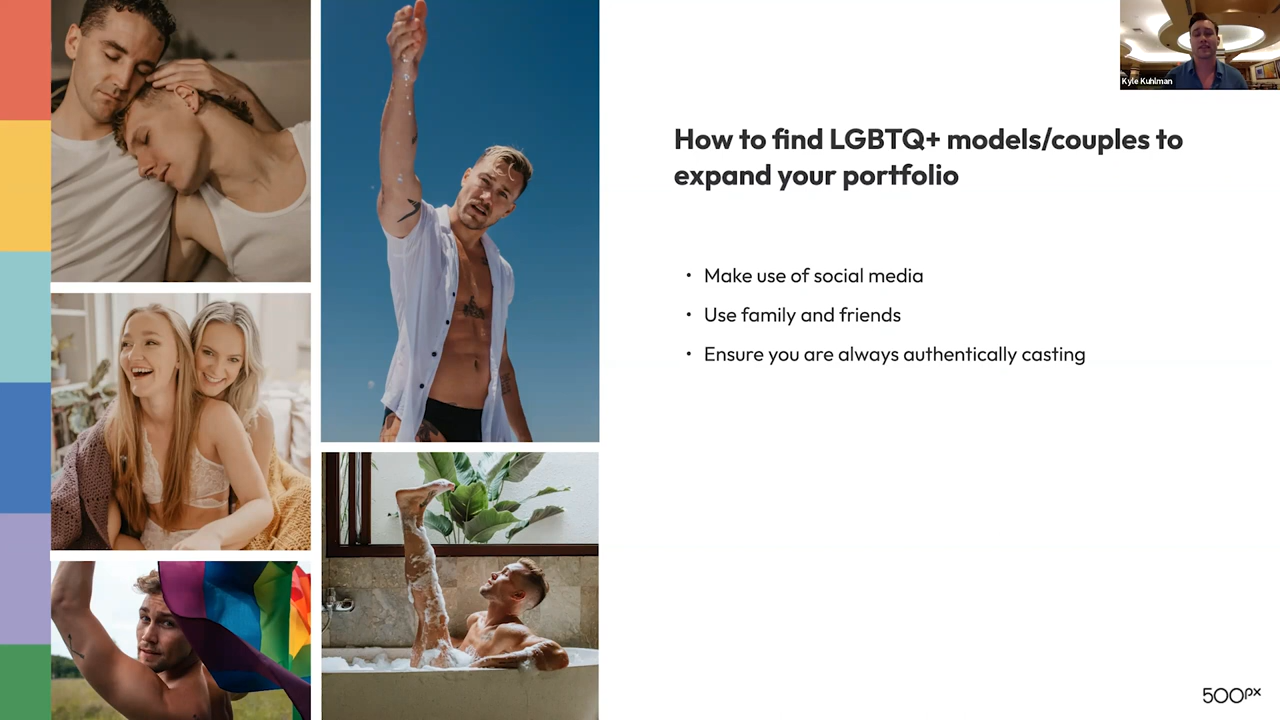 Kyle Kuhlman
How to find LGBTQ+ models/couples to
expand your portfolio
• Make use of social media
• Use family and friends
• Ensure you are always authentically casting
500px